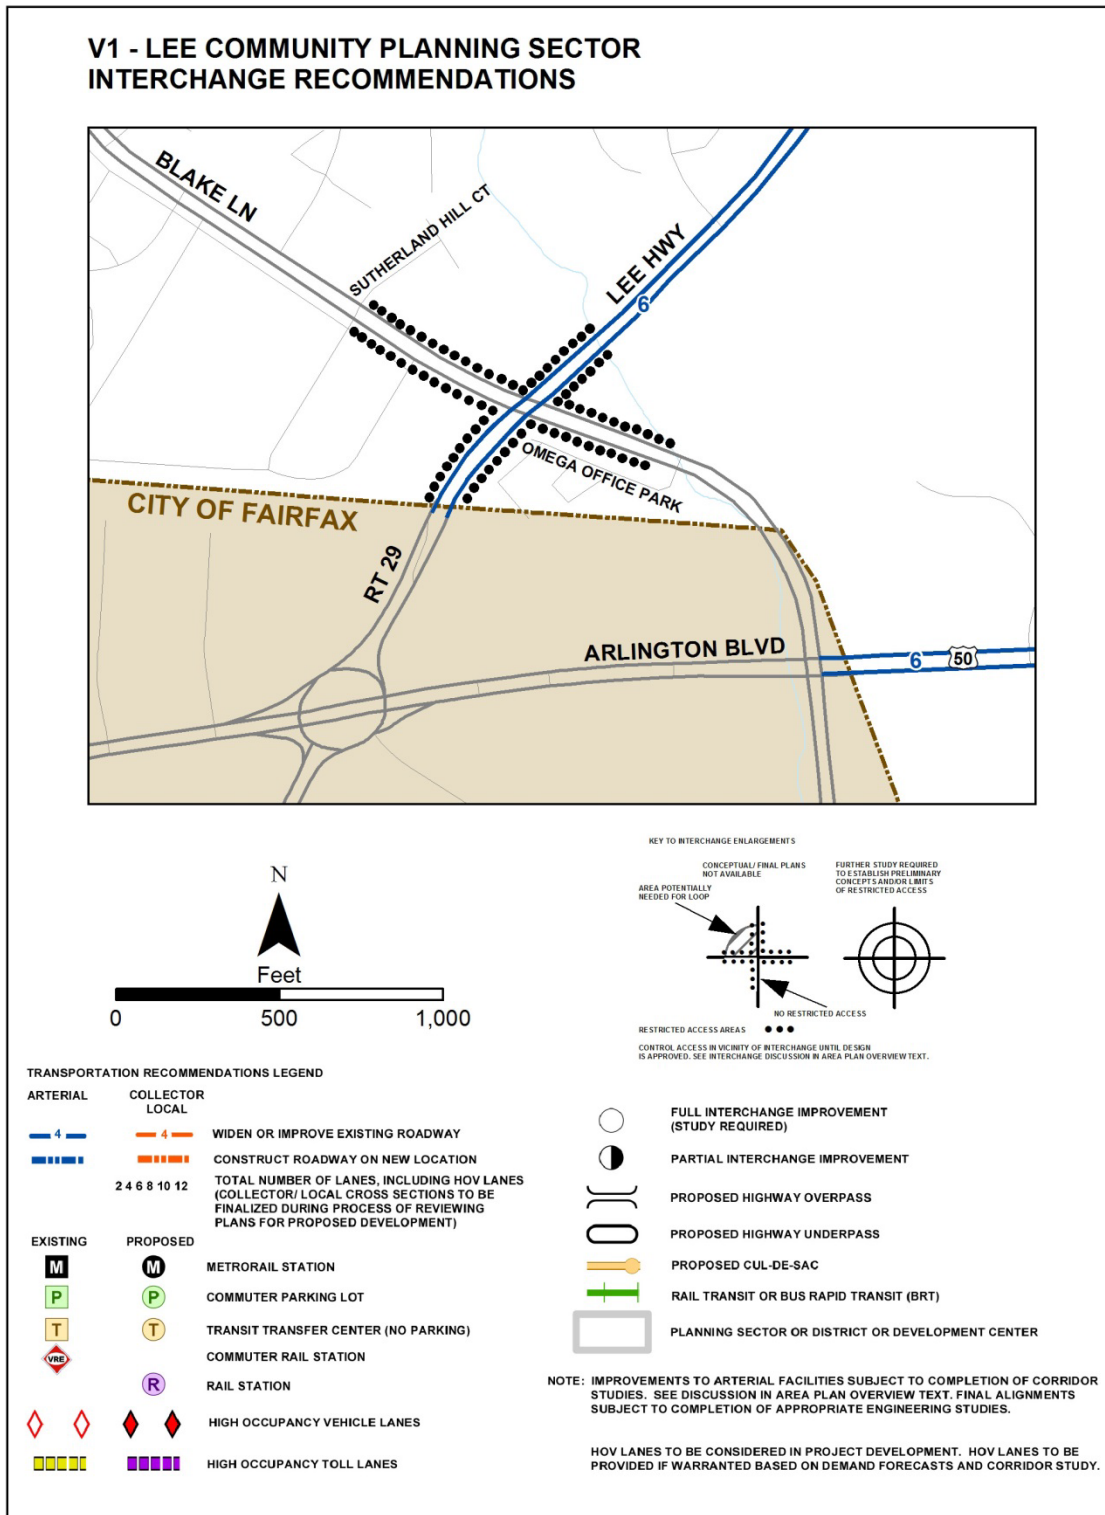 V1 - LEE COMMUNITY PLANNING SECTOR
INTERCHANGE RECOMMENDATIONS
BLAKE LN
SUTHERLAND HILL CT
LEE HWY
6
OMEGA OFFICE PARK
CITY OF FAIRFAX
RT 29
ARLINGTON BLVD
6
50
KEY TO INTERCHANGE ENLARGEMENTS
CONCEPTUAL/ FINAL PLANS
NOT AVAILABLE
AREA POTENTIALLY
NEEDED FOR LOOP
NO RESTRICTED ACCESS
RESTRICTED ACCESS AREAS
CONTROL ACCESS IN VICINITY OF INTERCHANGE UNTIL DESIGN
IS APPROVED. SEE INTERCHANGE DISCUSSION IN AREA PLAN OVERVIEW TEXT.
FURTHER STUDY REQUIRED
TO ESTABLISH PRELIMINARY
CONCEPTS AND/OR LIMITS
OF RESTRICTED ACCESS
N
Feet
0 500 1,000
TRANSPORTATION RECOMMENDATIONS LEGEND
ARTERIAL COLLECTOR
LOCAL
4 4 WIDEN OR IMPROVE EXISTING ROADWAY
CONSTRUCT ROADWAY ON NEW LOCATION
2 4 6 8 10 12 TOTAL NUMBER OF LANES, INCLUDING HOV LANES
(COLLECTOR/ LOCAL CROSS SECTIONS TO BE
FINALIZED DURING PROCESS OF REVIEWING
PLANS FOR PROPOSED DEVELOPMENT)
EXISTING PROPOSED
M M METRORAIL STATION
P P COMMUTER PARKING LOT
T T TRANSIT TRANSFER CENTER (NO PARKING)
VRE COMMUTER RAIL STATION
R RAIL STATION
HIGH OCCUPANCY VEHICLE LANES
HIGH OCCUPANCY TOLL LANES
FULL INTERCHANGE IMPROVEMENT
(STUDY REQUIRED)
PARTIAL INTERCHANGE IMPROVEMENT
PROPOSED HIGHWAY OVERPASS
PROPOSED HIGHWAY UNDERPASS
PROPOSED CUL-DE-SAC
RAIL TRANSIT OR BUS RAPID TRANSIT (BRT)
PLANNING SECTOR OR DISTRICT OR DEVELOPMENT CENTER
NOTE: IMPROVEMENTS TO ARTERIAL FACILITIES SUBJECT TO COMPLETION OF CORRIDOR
STUDIES. SEE DISCUSSION IN AREA PLAN OVERVIEW TEXT. FINAL ALIGNMENTS
SUBJECT TO COMPLETION OF APPROPRIATE ENGINEERING STUDIES.
HOV LANES TO BE CONSIDERED IN PROJECT DEVELOPMENT. HOV LANES TO BE
PROVIDED IF WARRANTED BASED ON DEMAND FORECASTS AND CORRIDOR STUDY.